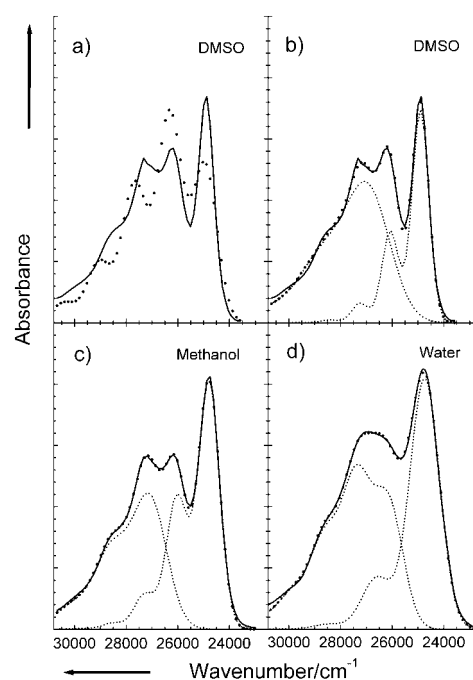 a)
DMSO
b)
DMSO
Absorbance
c)
Methanol
d)
Water
30000 28000 26000 24000
30000 28000 26000 24000
Wavenumber/cm⁻¹